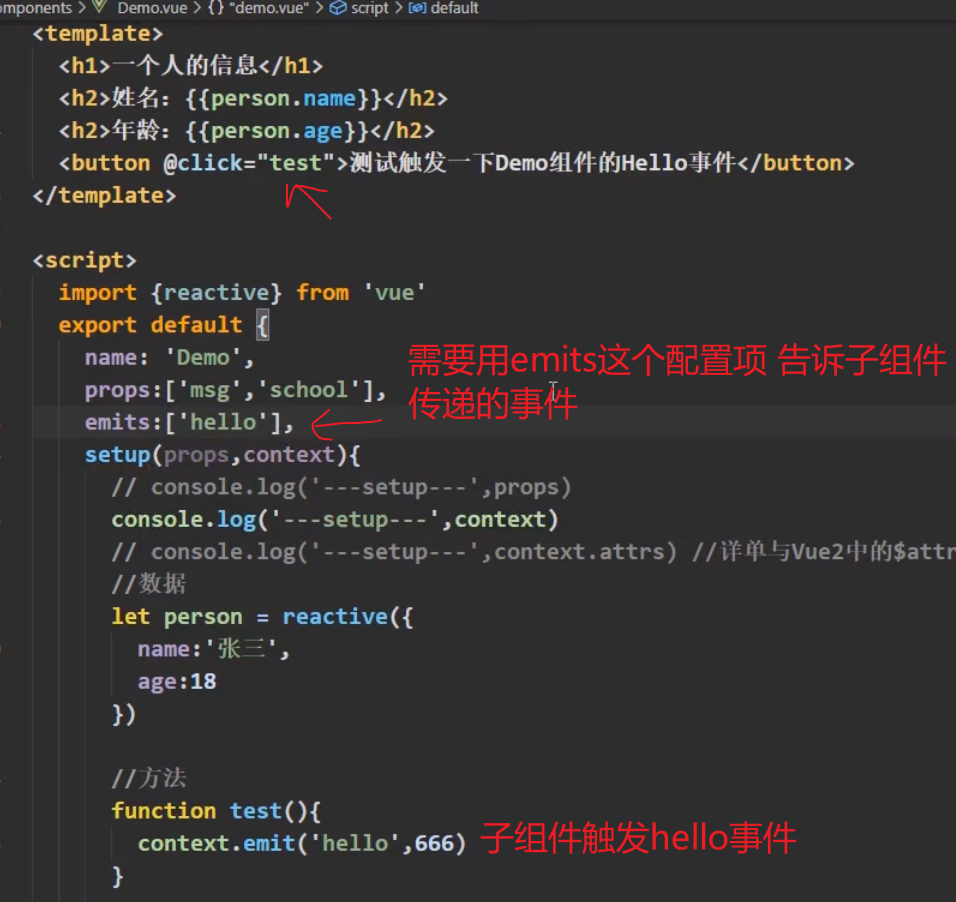 omponents > Demo.vue > {} "demo.vue" > script > default
<template>
<h1>一个人的信息</h1>
<h2>姓名：{{person.name}}</h2>
<h2>年龄：{{person.age}}</h2>
<button @click="test">测试触发一下Demo组件的Hello事件</button>
</template>
<script>
import {reactive} from 'vue'
export default {
name: 'Demo',
需要用emits这个配置项 告诉子组件
props:['msg','school'],
传递的事件
emits:['hello'],
setup(props,context){
// console.log('---setup---',props)
console.log('---setup---',context)
// console.log('---setup---',context.attrs) //详单与Vue2中的$attr
//数据
let person = reactive({
name:'张三',
age:18
})
//方法
function test(){
context.emit('hello',666) 子组件触发hello事件
}